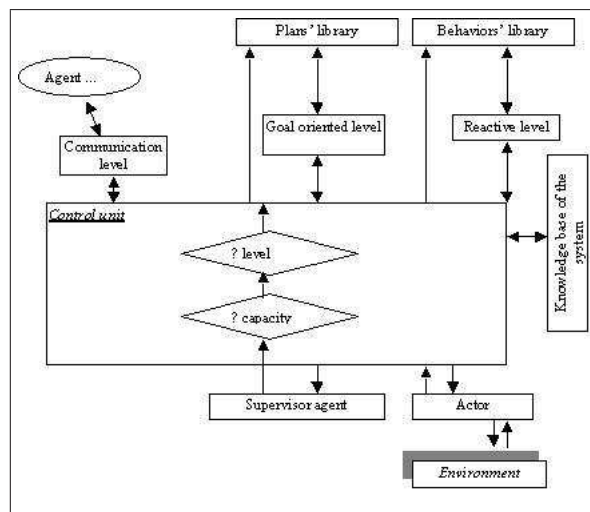 Plans' library
Behaviors' library
Agent ...
Goal oriented level
Reactive level
Communication
level
Control unit
? level
? capacity
Knowledge base of the
system
Supervisor agent
Actor
Environment